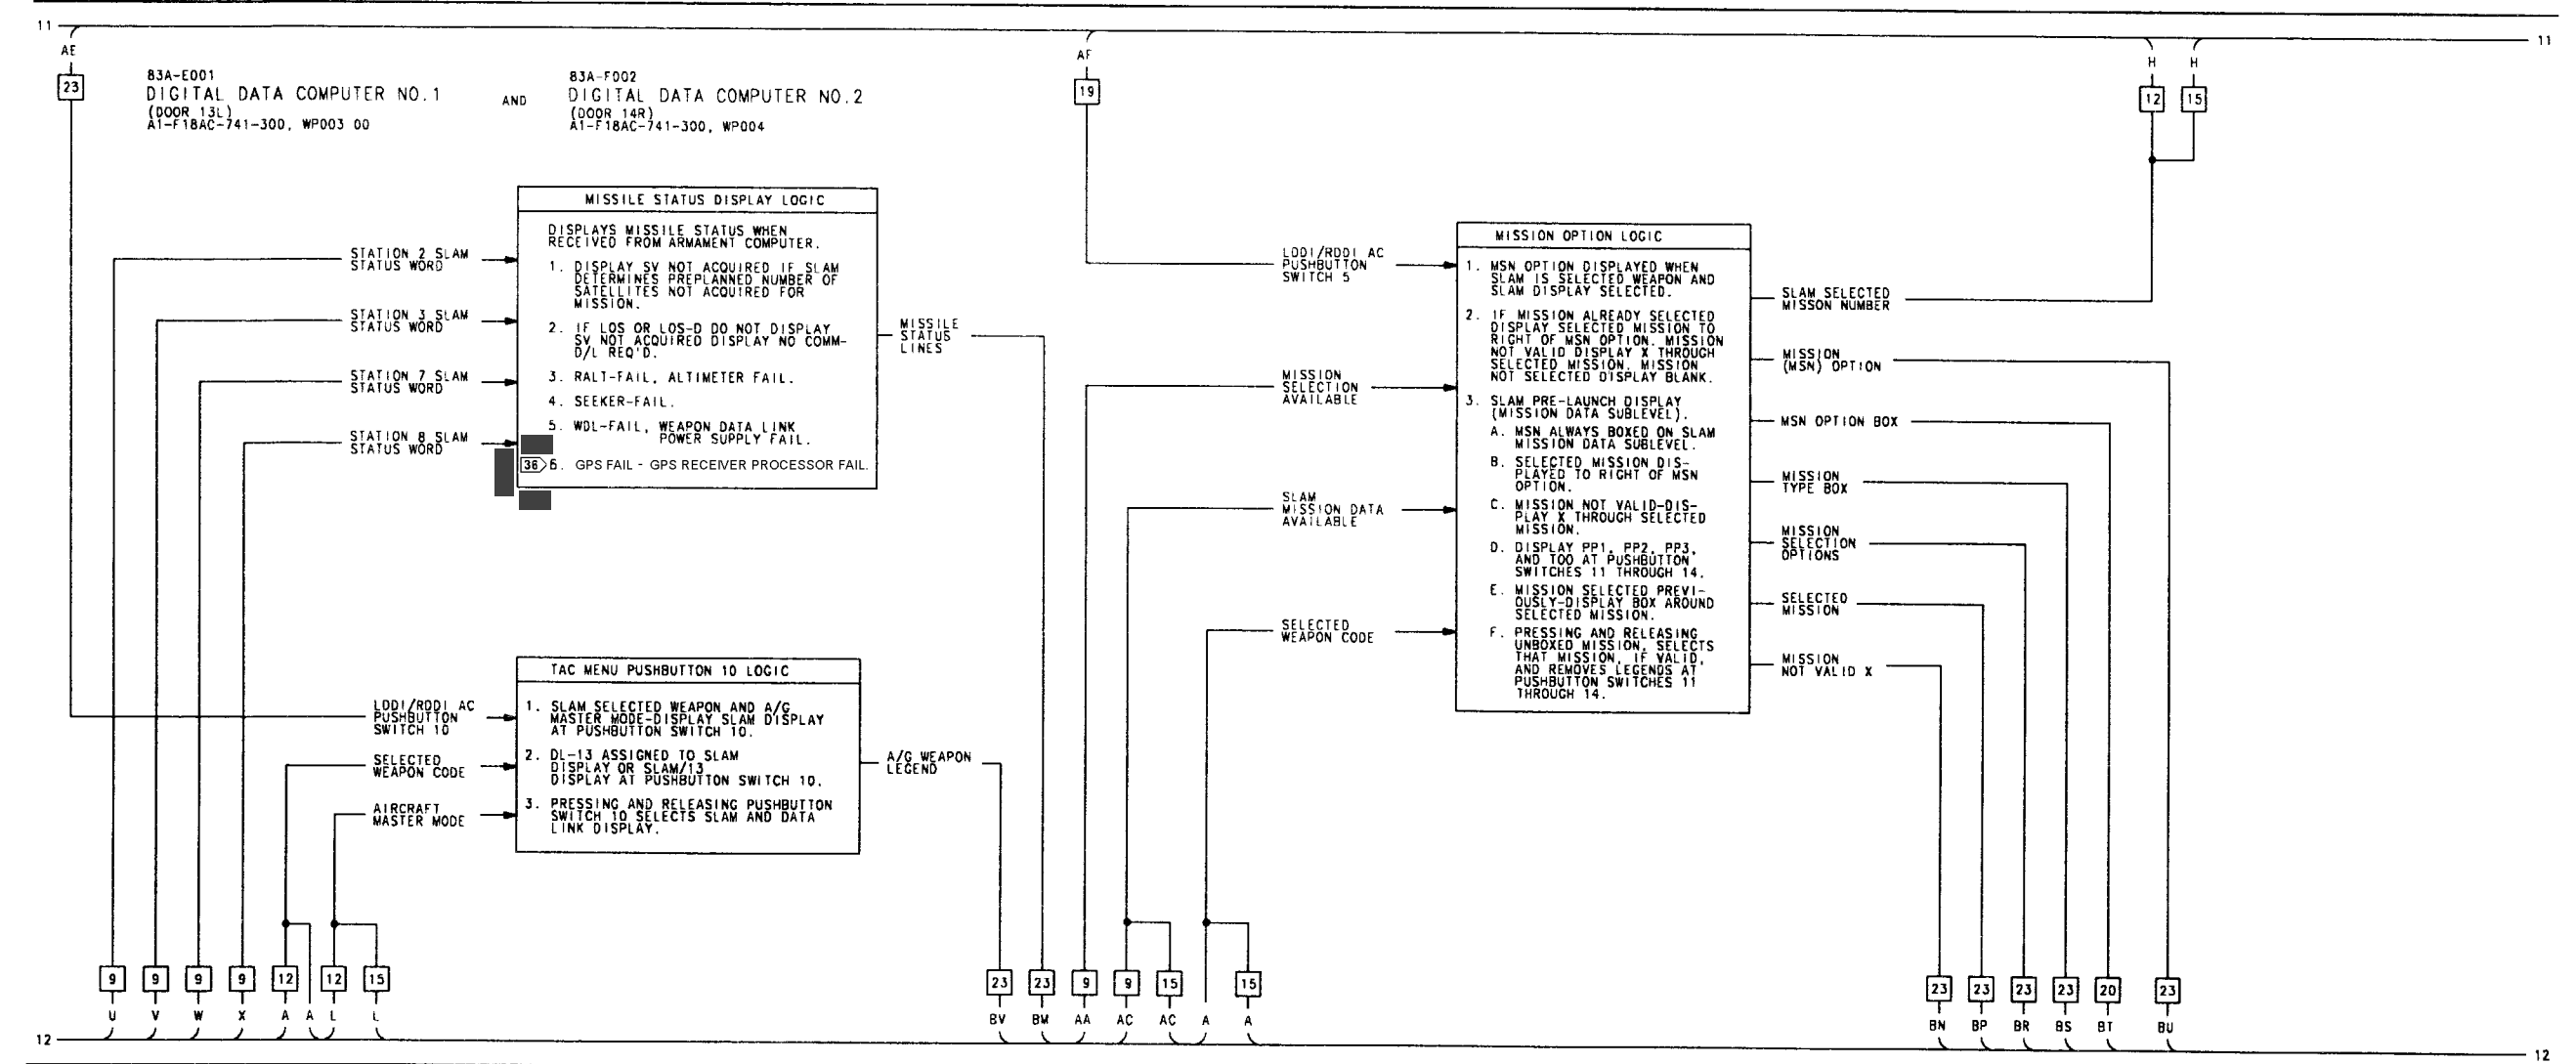 11
11
AE
23
AF
19
H
H
12
15
83A-E001
DIGITAL DATA COMPUTER NO.1
(DOOR 13L)
A1-F18AC-741-300, WP003 00
AND
83A-F002
DIGITAL DATA COMPUTER NO.2
(DOOR 14R)
A1-F18AC-741-300, WP004
STATION 2 SLAM
STATUS WORD
STATION 3 SLAM
STATUS WORD
STATION 7 SLAM
STATUS WORD
STATION 8 SLAM
STATUS WORD
MISSILE STATUS DISPLAY LOGIC
DISPLAYS MISSILE STATUS WHEN
RECEIVED FROM ARMAMENT COMPUTER.
1. DISPLAY SV NOT ACQUIRED IF SLAM
DETERMINES PREPLANNED NUMBER OF
SATELLITES NOT ACQUIRED FOR
MISSION.
2. IF LOS OR LOS-D DO NOT DISPLAY
SV NOT ACQUIRED DISPLAY NO COMM-
D/L REQ'D.
3. RALT-FAIL, ALTIMETER FAIL.
4. SEEKER-FAIL.
5. WDL-FAIL, WEAPON DATA LINK
POWER SUPPLY FAIL.
38 6. GPS FAIL - GPS RECEIVER PROCESSOR FAIL.
MISSILE
STATUS
LINES
LDDI/RDDI AC
PUSHBUTTON
SWITCH 10
SELECTED
WEAPON CODE
AIRCRAFT
MASTER MODE
TAC MENU PUSHBUTTON 10 LOGIC
1. SLAM SELECTED WEAPON AND A/G
MASTER MODE-DISPLAY SLAM DISPLAY
AT PUSHBUTTON SWITCH 10.
2. DL-13 ASSIGNED TO SLAM
DISPLAY OR SLAM/13
DISPLAY AT PUSHBUTTON SWITCH 10.
3. PRESSING AND RELEASING PUSHBUTTON
SWITCH 10 SELECTS SLAM AND DATA
LINK DISPLAY.
A/G WEAPON
LEGEND
LDDI/RDDI AC
PUSHBUTTON
SWITCH 5
MISSION
SELECTION
AVAILABLE
SLAM
MISSION DATA
AVAILABLE
SELECTED
WEAPON CODE
MISSION OPTION LOGIC
1. MSN OPTION DISPLAYED WHEN
SLAM IS SELECTED WEAPON AND
SLAM DISPLAY SELECTED.
2. IF MISSION ALREADY SELECTED
DISPLAY SELECTED MISSION TO
RIGHT OF MSN OPTION. MISSION
NOT VALID DISPLAY X THROUGH
SELECTED MISSION. MISSION
NOT SELECTED DISPLAY BLANK.
3. SLAM PRE-LAUNCH DISPLAY
(MISSION DATA SUBLEVEL).
A. MSN ALWAYS BOXED ON SLAM
MISSION DATA SUBLEVEL.
B. SELECTED MISSION DIS-
PLAYED TO RIGHT OF MSN
OPTION.
C. MISSION NOT VALID-DIS-
PLAY X THROUGH SELECTED
MISSION.
D. DISPLAY PP1, PP2, PP3,
AND TOO AT PUSHBUTTON
SWITCHES 11 THROUGH 14.
E. MISSION SELECTED PREVI-
OUSLY-DISPLAY BOX AROUND
SELECTED MISSION.
F. PRESSING AND RELEASING
UNBOXED MISSION, SELECTS
THAT MISSION, IF VALID,
AND REMOVES LEGENDS AT
PUSHBUTTON SWITCHES 11
THROUGH 14.
SLAM SELECTED
MISSON NUMBER
MISSION
(MSN) OPTION
MSN OPTION BOX
MISSION
TYPE BOX
MISSION
SELECTION
OPTIONS
SELECTED
MISSION
MISSION
NOT VALID X
9 9 9 9 12 12 15
U V W X A A L L
23 23 9 9 15 15
BV BM AA AC AC A A
23 23 23 23 20 23
BN BP BR BS BT BU
12
12